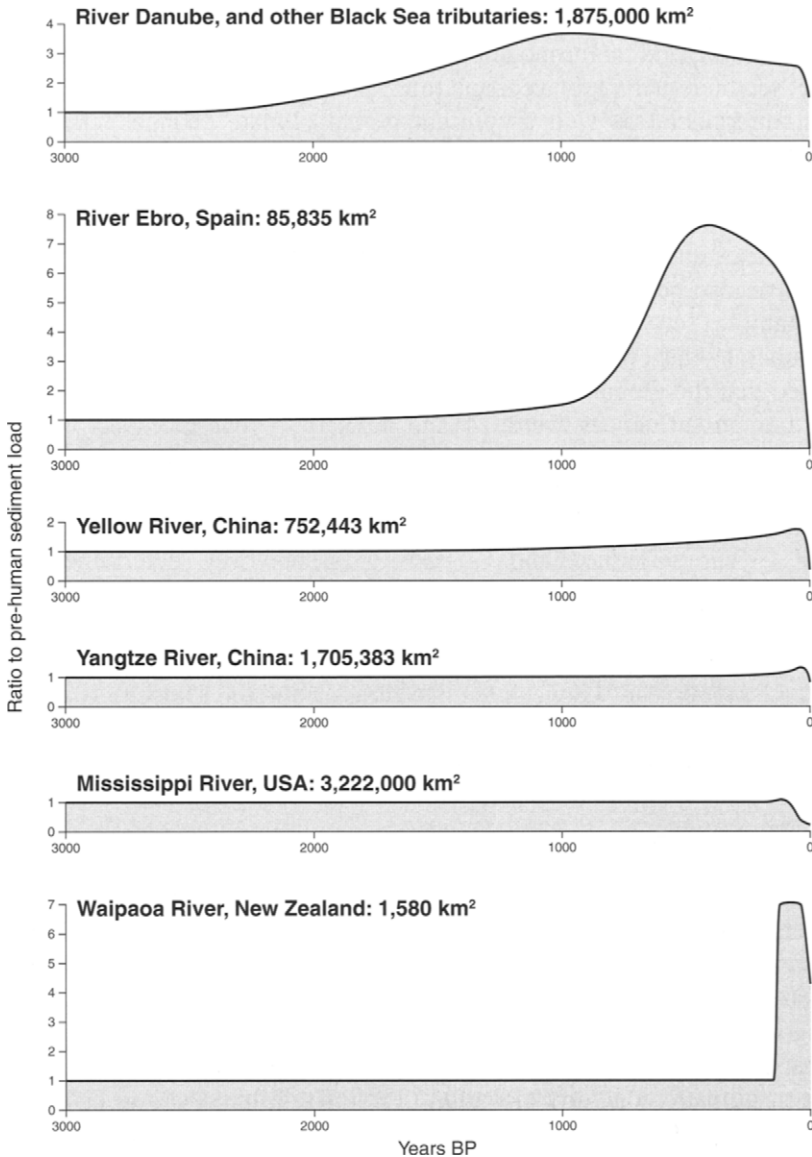 River Danube, and other Black Sea tributaries: 1,875,000 km²
4
3
2
1
0
3000 2000 1000 0
River Ebro, Spain: 85,835 km²
8
7
6
5
4
3
2
1
0
3000 2000 1000 0
Yellow River, China: 752,443 km²
2
1
0
3000 2000 1000 0
Yangtze River, China: 1,705,383 km²
1
0
3000 2000 1000 0
Mississippi River, USA: 3,222,000 km²
1
0
3000 2000 1000 0
Waipaoa River, New Zealand: 1,580 km²
7
6
5
4
3
2
1
0
3000 2000 1000 0
Years BP
Ratio to pre-human sediment load